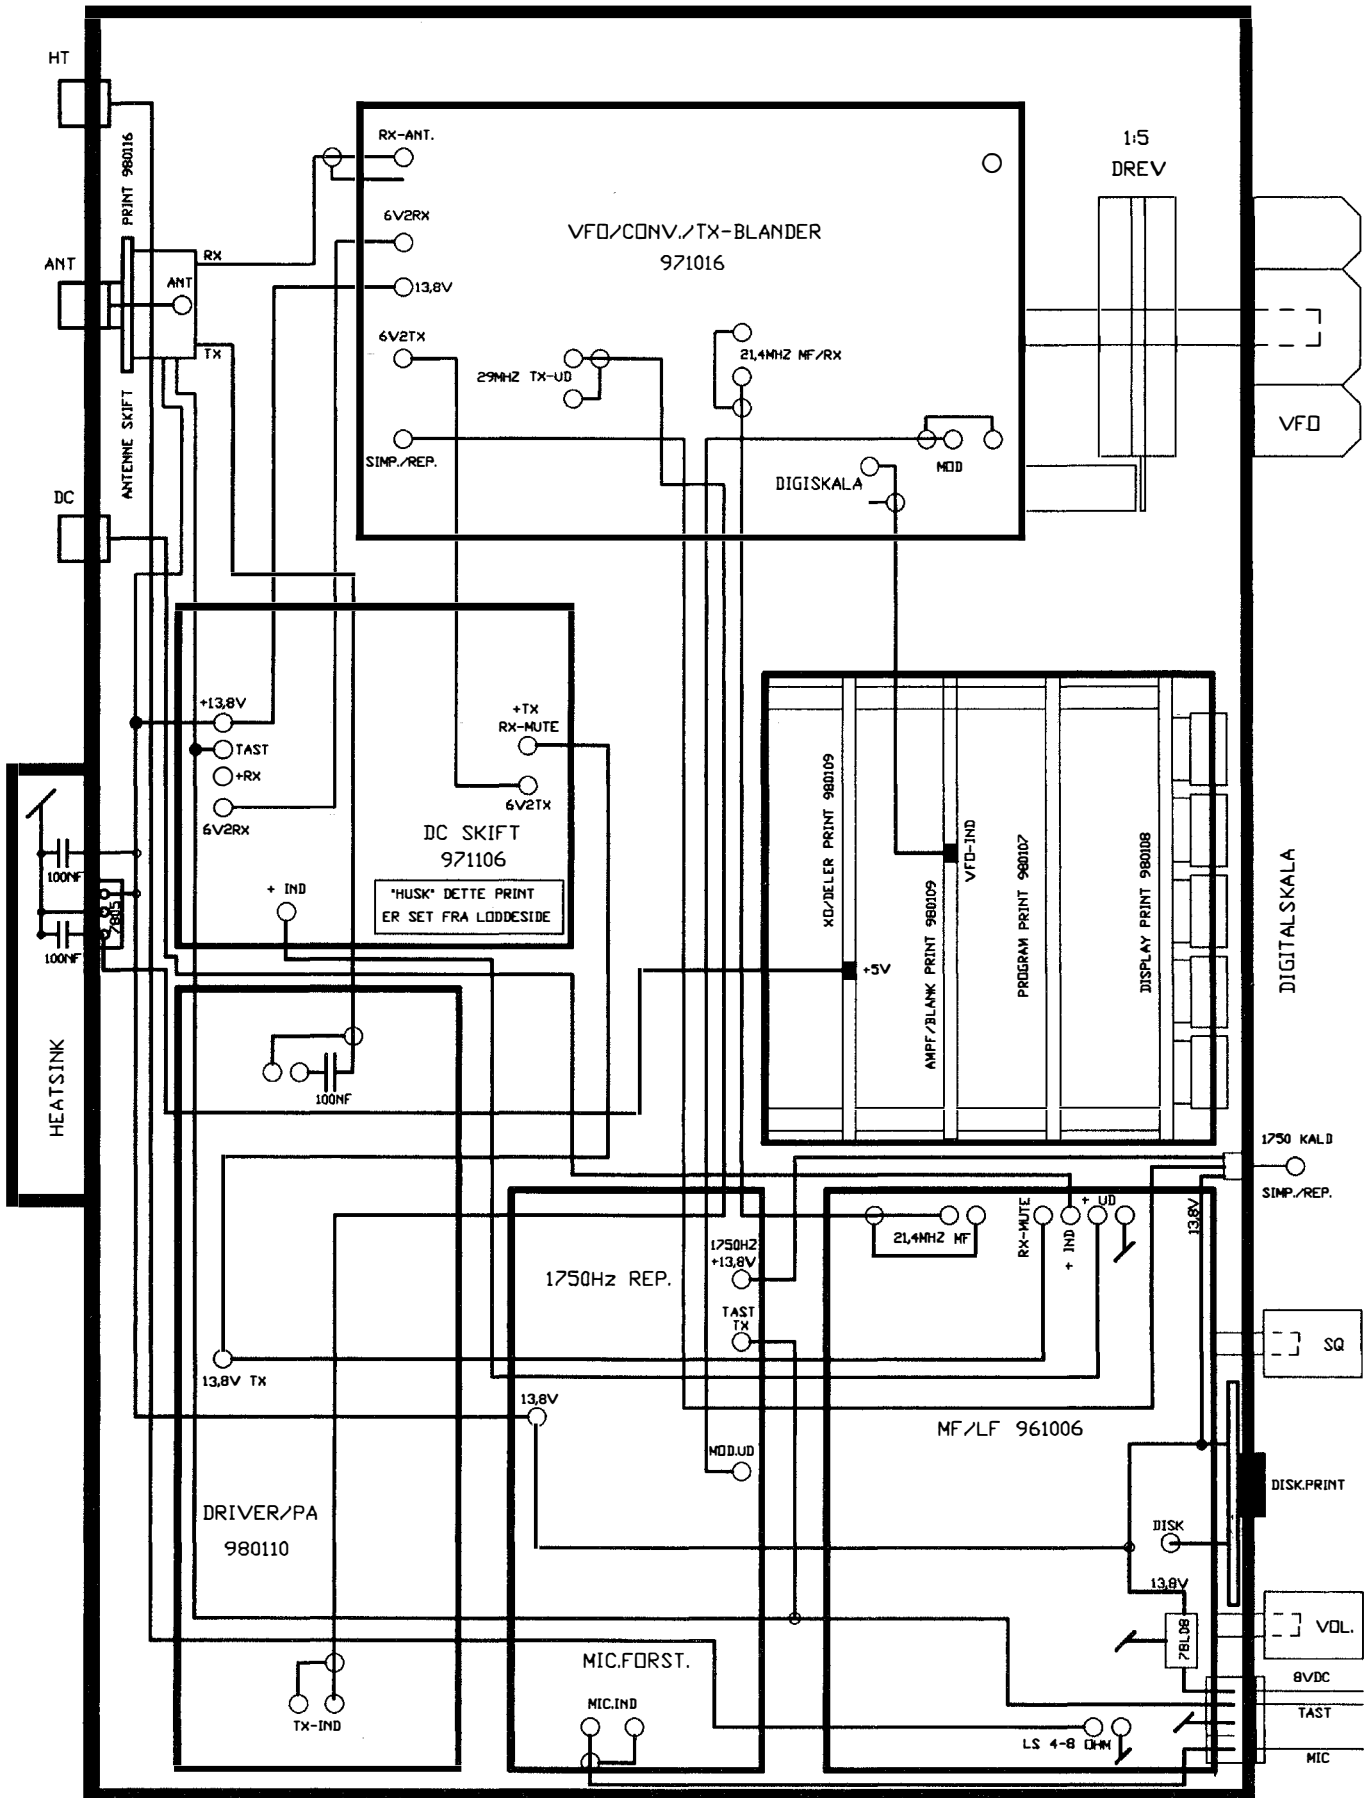 HT
PRINT 980116
ANT
ANTENNE SKIFT
DC
RX
ANT
TX
RX-ANT.
6V2RX
13,8V
6V2TX
SIMP./REP.
VFO/CONV./TX-BLANDER
971016
29MHZ TX-UD
21,4MHZ MF/RX
MOD
DIGISKALA
1:5
DREV
VFO
+13,8V
TAST
+RX
6V2RX
+TX
RX-MUTE
6V2TX
DC SKIFT
971106
"HUSK" DETTE PRINT
ER SET FRA LODDESIDE
+ IND
100NF
7805
100NF
HEATSINK
XO/DELER PRINT 980109
+5V
AMPF/BLANK PRINT 980109
VFO-IND
PROGRAM PRINT 980107
DISPLAY PRINT 980108
DIGITALSKALA
100NF
13,8V TX
DRIVER/PA
980110
TX-IND
1750HZ
+13,8V
1750Hz REP.
TAST
TX
13,8V
MOD.UD
MIC.FORST.
MIC.IND
21,4MHZ MF
RX-MUTE
+ IND
+ UD
13,8V
1750 KALD
SIMP./REP.
SQ
MF/LF 961006
DISK.PRINT
DISK
13,8V
78L08
VOL.
8VDC
TAST
LS 4-8 OHM
MIC